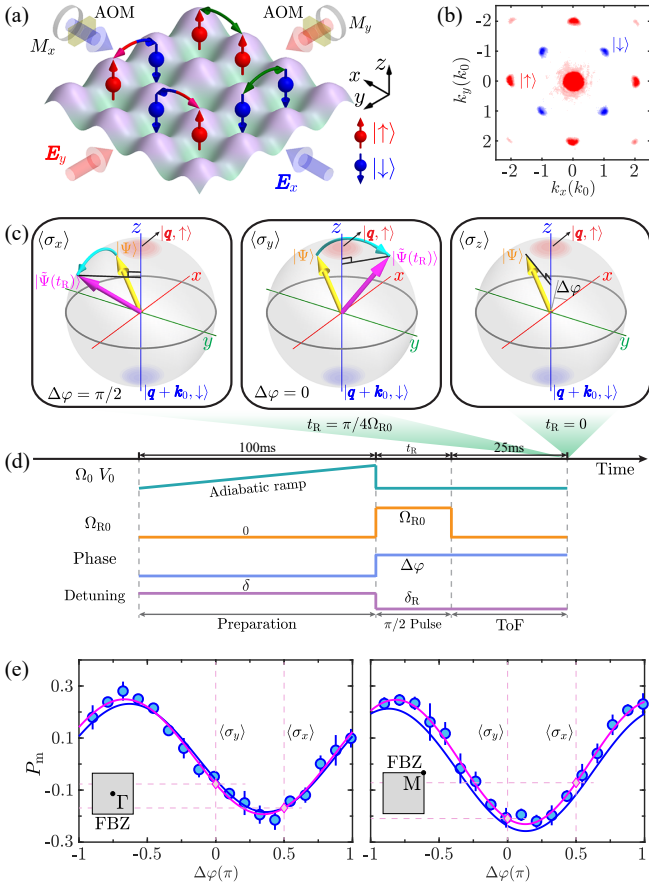 (a)
AOM
AOM
M_x
M_y
z
x
y
|↑⟩
|↓⟩
E_y
E_x
(b)
-2
-1
0
1
2
k_y(k_0)
|↓⟩
|↑⟩
-2 -1 0 1 2
k_x(k_0)
(c)
⟨σ_x⟩
z
|q,↑⟩
|Ψ⟩
|Ψ̃(t_R)⟩
x
y
Δφ = π/2
|q + k_0,↓⟩
⟨σ_y⟩
z
|q,↑⟩
|Ψ⟩
|Ψ̃(t_R)⟩
x
y
Δφ = 0
|q + k_0,↓⟩
⟨σ_z⟩
z
|q,↑⟩
|Ψ⟩
x
Δφ
y
|q + k_0,↓⟩
t_R = π/4Ω_R0
t_R = 0
(d)
100ms
t_R
25ms
Time
Ω_0 V_0
Adiabatic ramp
Ω_R0
0
Ω_R0
Phase
Δφ
Detuning
δ
δ_R
Preparation
π/2 Pulse
ToF
(e)
0.3
0.1
-0.1
-0.3
P_m
⟨σ_y⟩
⟨σ_x⟩
Γ
FBZ
-1 -0.5 0 0.5 1
Δφ(π)
⟨σ_y⟩
⟨σ_x⟩
FBZ
M
-1 -0.5 0 0.5 1
Δφ(π)